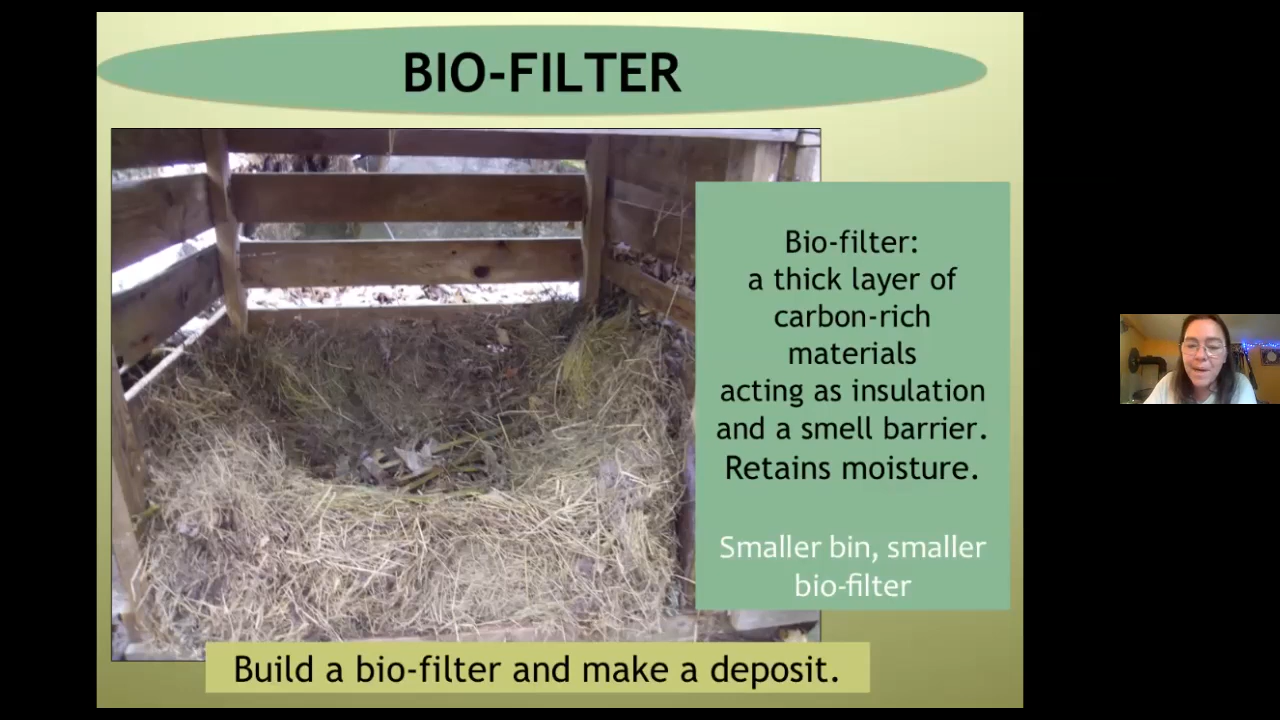 BIO-FILTER
Bio-filter:
a thick layer of
carbon-rich
materials
acting as insulation
and a smell barrier.
Retains moisture.
Smaller bin, smaller
bio-filter
Build a bio-filter and make a deposit.